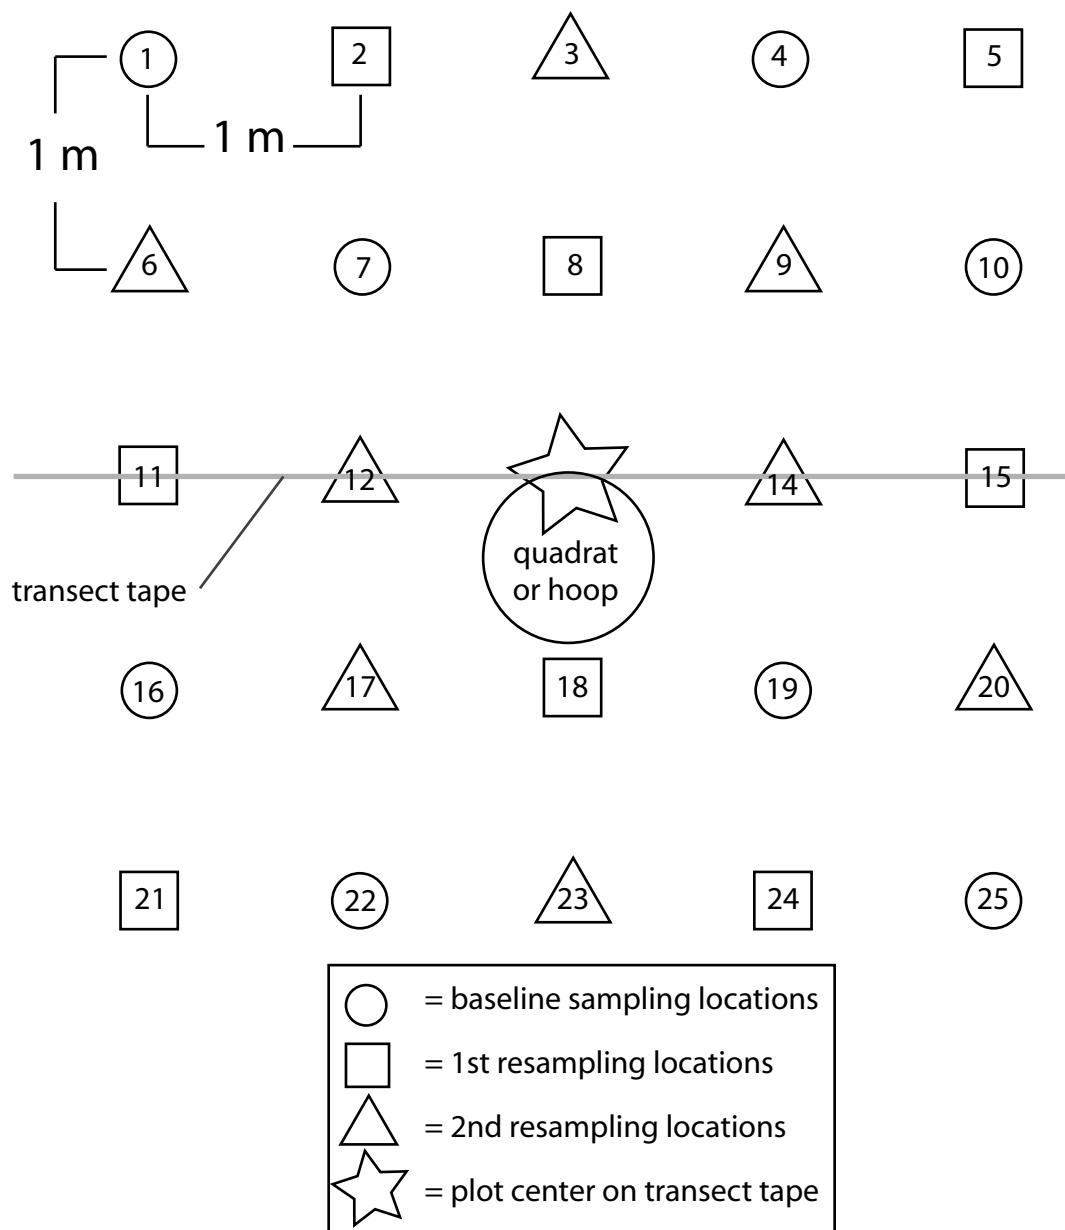 1 2 3 4 5
1 m
1 m
6 7 8 9 10
11 12 14 15
quadrat
or hoop
transect tape
16 17 18 19 20
21 22 23 24 25
= baseline sampling locations
= 1st resampling locations
= 2nd resampling locations
= plot center on transect tape